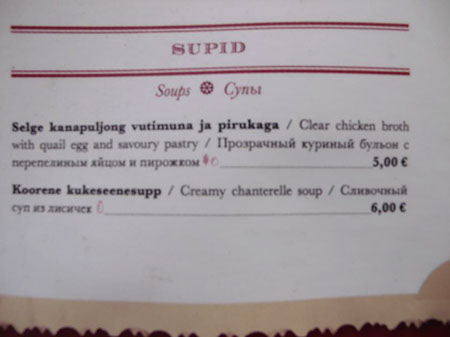 SUPID
Soups Супы
Selge kanapuljong vutimuna ja pirukaga / Clear chicken broth
with quail egg and savoury pastry / Прозрачный куриный бульон с
перепелиным яйцом и пирожком 5,00 €
Koorene kukeseenesupp / Creamy chanterelle soup / Сливочный
суп из лисичек 6,00 €